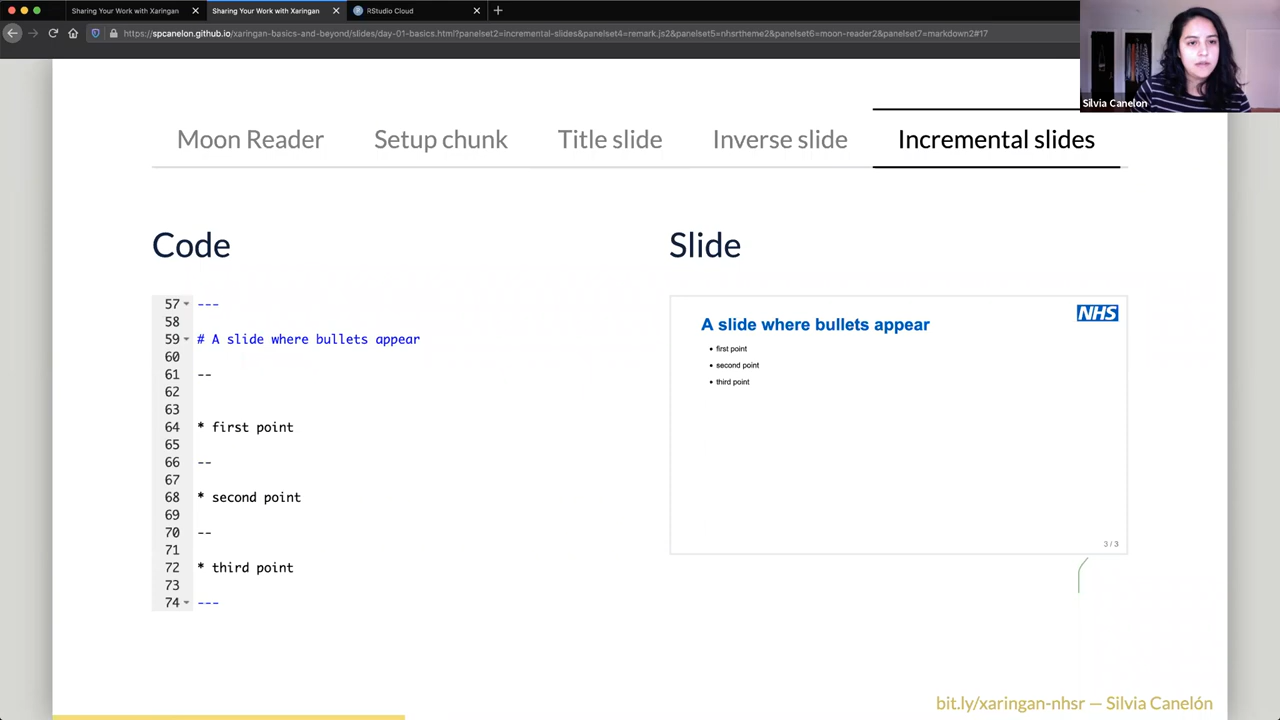 Sharing Your Work with Xaringan
Sharing Your Work with Xaringan
RStudio Cloud
https://spcanelon.github.io/xaringan-basics-and-beyond/slides/day-01-basics.html?panelset2=incremental-slides&panelset4=remark.js2&panelset5=nhsrtheme2&panelset6=moon-reader2&panelset7=markdown2#17
Silvia Canelon
Moon Reader
Setup chunk
Title slide
Inverse slide
Incremental slides
Code
57 ---
58
59 # A slide where bullets appear
60
61 --
62
63
64 * first point
65
66 --
67
68 * second point
69
70 --
71
72 * third point
73
74 ---
Slide
NHS
A slide where bullets appear
• first point
• second point
• third point
3 / 3
bit.ly/xaringan-nhsr — Silvia Canelón